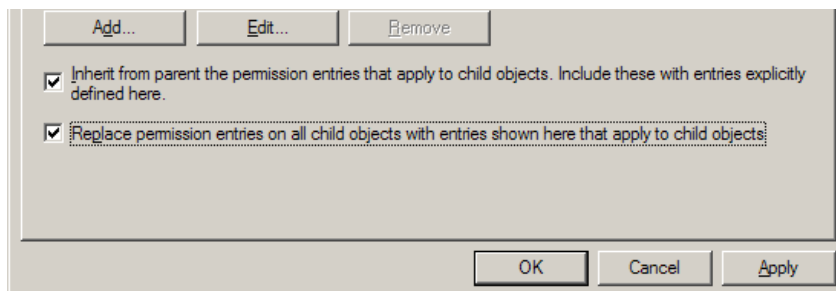 Add... Edit... Remove
Inherit from parent the permission entries that apply to child objects. Include these with entries explicitly
defined here.
Replace permission entries on all child objects with entries shown here that apply to child objects
OK Cancel Apply